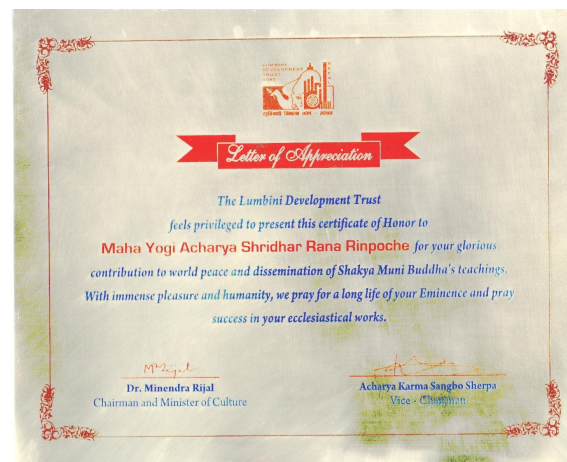 LUMBINI
DEVELOPMENT
TRUST
Letter of Appreciation
The Lumbini Development Trust
feels privileged to present this certificate of Honor to
Maha Yogi Acharya Shridhar Rana Rinpoche for your glorious
contribution to world peace and dissemination of Shakya Muni Buddha's teachings.
With immense pleasure and humanity, we pray for a long life of your Eminence and pray
success in your ecclesiastical works.
Dr. Minendra Rijal
Chairman and Minister of Culture
Acharya Karma Sangbo Sherpa
Vice - Chairman